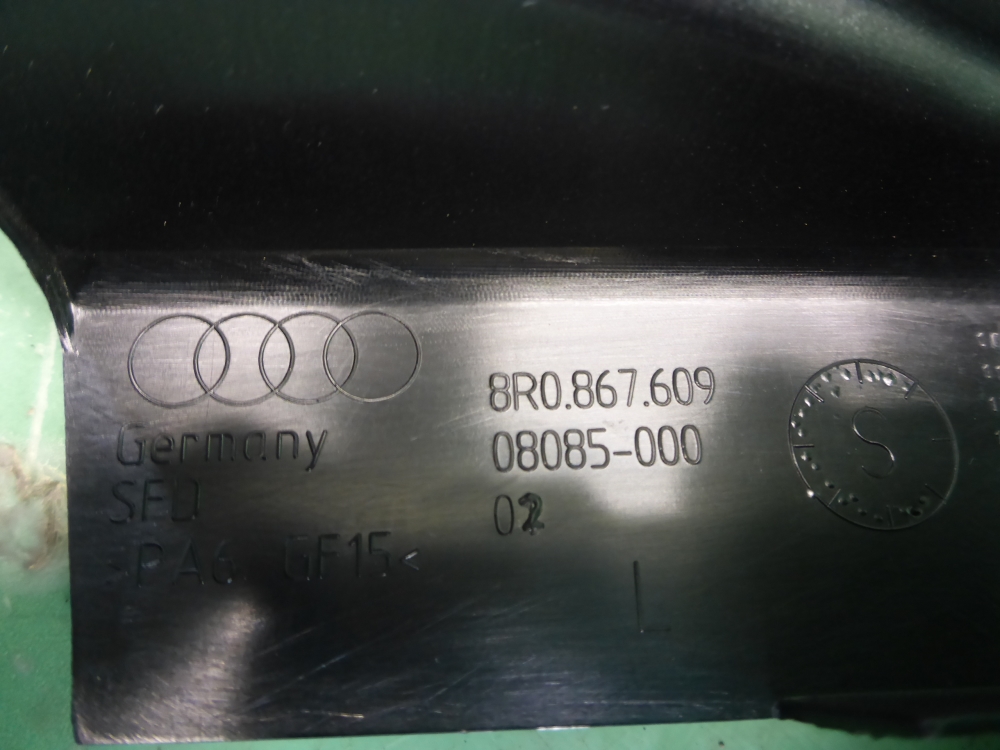 Germany
SFD
>PA6 GF15<
8R0.867.609
08085-000
02
L
S